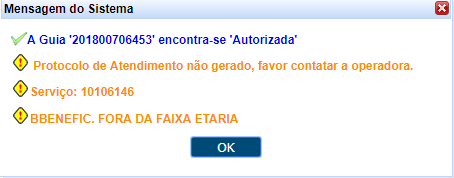 Mensagem do Sistema
A Guia '201800706453' encontra-se 'Autorizada'
Protocolo de Atendimento não gerado, favor contatar a operadora.
Serviço: 10106146
BBENEFIC. FORA DA FAIXA ETARIA
OK